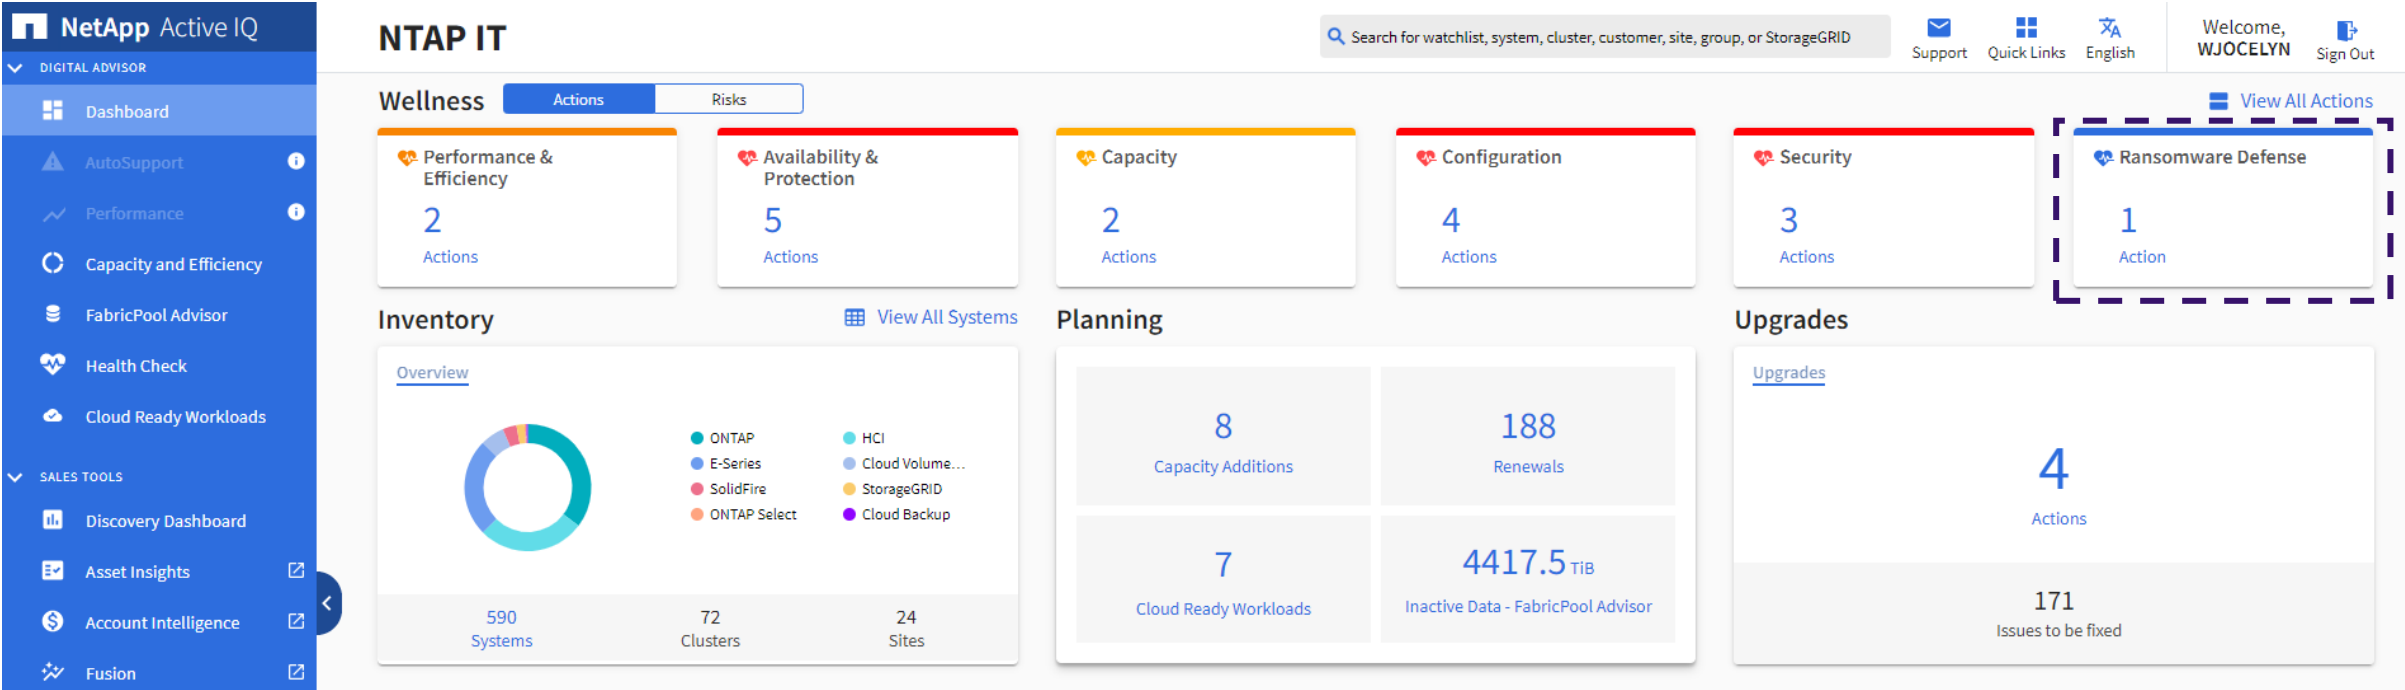 NetApp Active IQ
DIGITAL ADVISOR
Dashboard
AutoSupport
Performance
Capacity and Efficiency
FabricPool Advisor
Health Check
Cloud Ready Workloads
SALES TOOLS
Discovery Dashboard
Asset Insights
Account Intelligence
Fusion
NTAP IT
Search for watchlist, system, cluster, customer, site, group, or StorageGRID
Support
Quick Links
English
Welcome,
WJOCELYN
Sign Out
Wellness
Actions
Risks
View All Actions
Performance &
Efficiency
2
Actions
Availability &
Protection
5
Actions
Capacity
2
Actions
Configuration
4
Actions
Security
3
Actions
Ransomware Defense
1
Action
Inventory
View All Systems
Overview
ONTAP
E-Series
SolidFire
ONTAP Select
HCI
Cloud Volume...
StorageGRID
Cloud Backup
590
Systems
72
Clusters
24
Sites
Planning
8
Capacity Additions
188
Renewals
7
Cloud Ready Workloads
4417.5 TiB
Inactive Data - FabricPool Advisor
Upgrades
Upgrades
4
Actions
171
Issues to be fixed